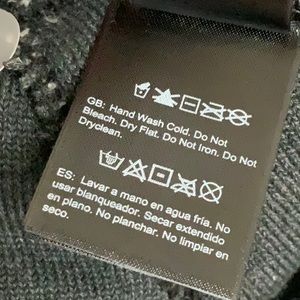 GB: Hand Wash Cold. Do Not
Bleach. Dry Flat. Do Not Iron. Do Not
Dryclean.
ES: Lavar a mano en agua fría. No
usar blanqueador. Secar extendido
en plano. No planchar. No limpiar en
seco.